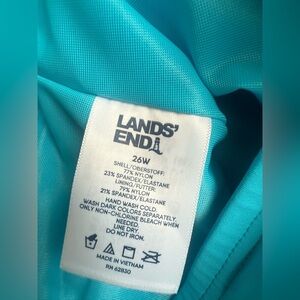 LANDS'
END
26W
SHELL/OBERSTOFF:
77% NYLON
23% SPANDEX/ELASTANE
LINING/FUTTER:
79% NYLON
21% SPANDEX/ELASTANE
HAND WASH COLD.
WASH DARK COLORS SEPARATELY.
ONLY NON-CHLORINE BLEACH WHEN
NEEDED.
LINE DRY.
DO NOT IRON.
MADE IN VIETNAM
P.N 62830